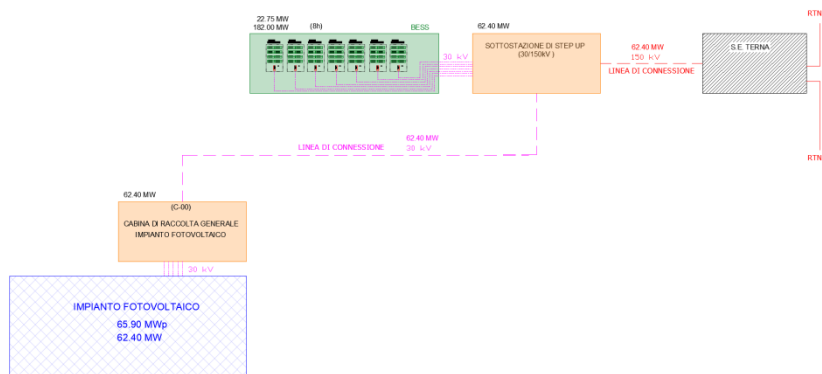 RTN
22.75 MW
182.00 MW
(8h)
BESS
62.40 MW
SOTTOSTAZIONE DI STEP UP
(30/150kV )
30 kV
62.40 MW
150 kV
LINEA DI CONNESSIONE
S.E. TERNA
RTN
62.40 MW
LINEA DI CONNESSIONE
30 kV
62.40 MW
(C-00)
CABINA DI RACCOLTA GENERALE
IMPIANTO FOTOVOLTAICO
30 kV
IMPIANTO FOTOVOLTAICO
65.90 MWp
62.40 MW